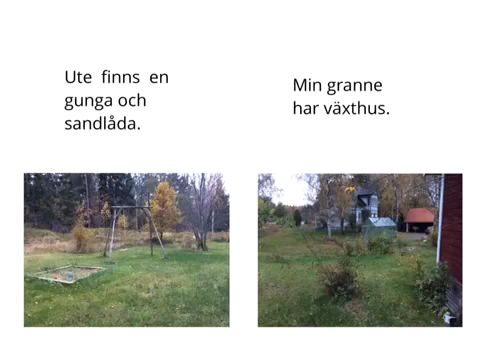 Ute finns en
gunga och
sandlåda.
Min granne
har växthus.